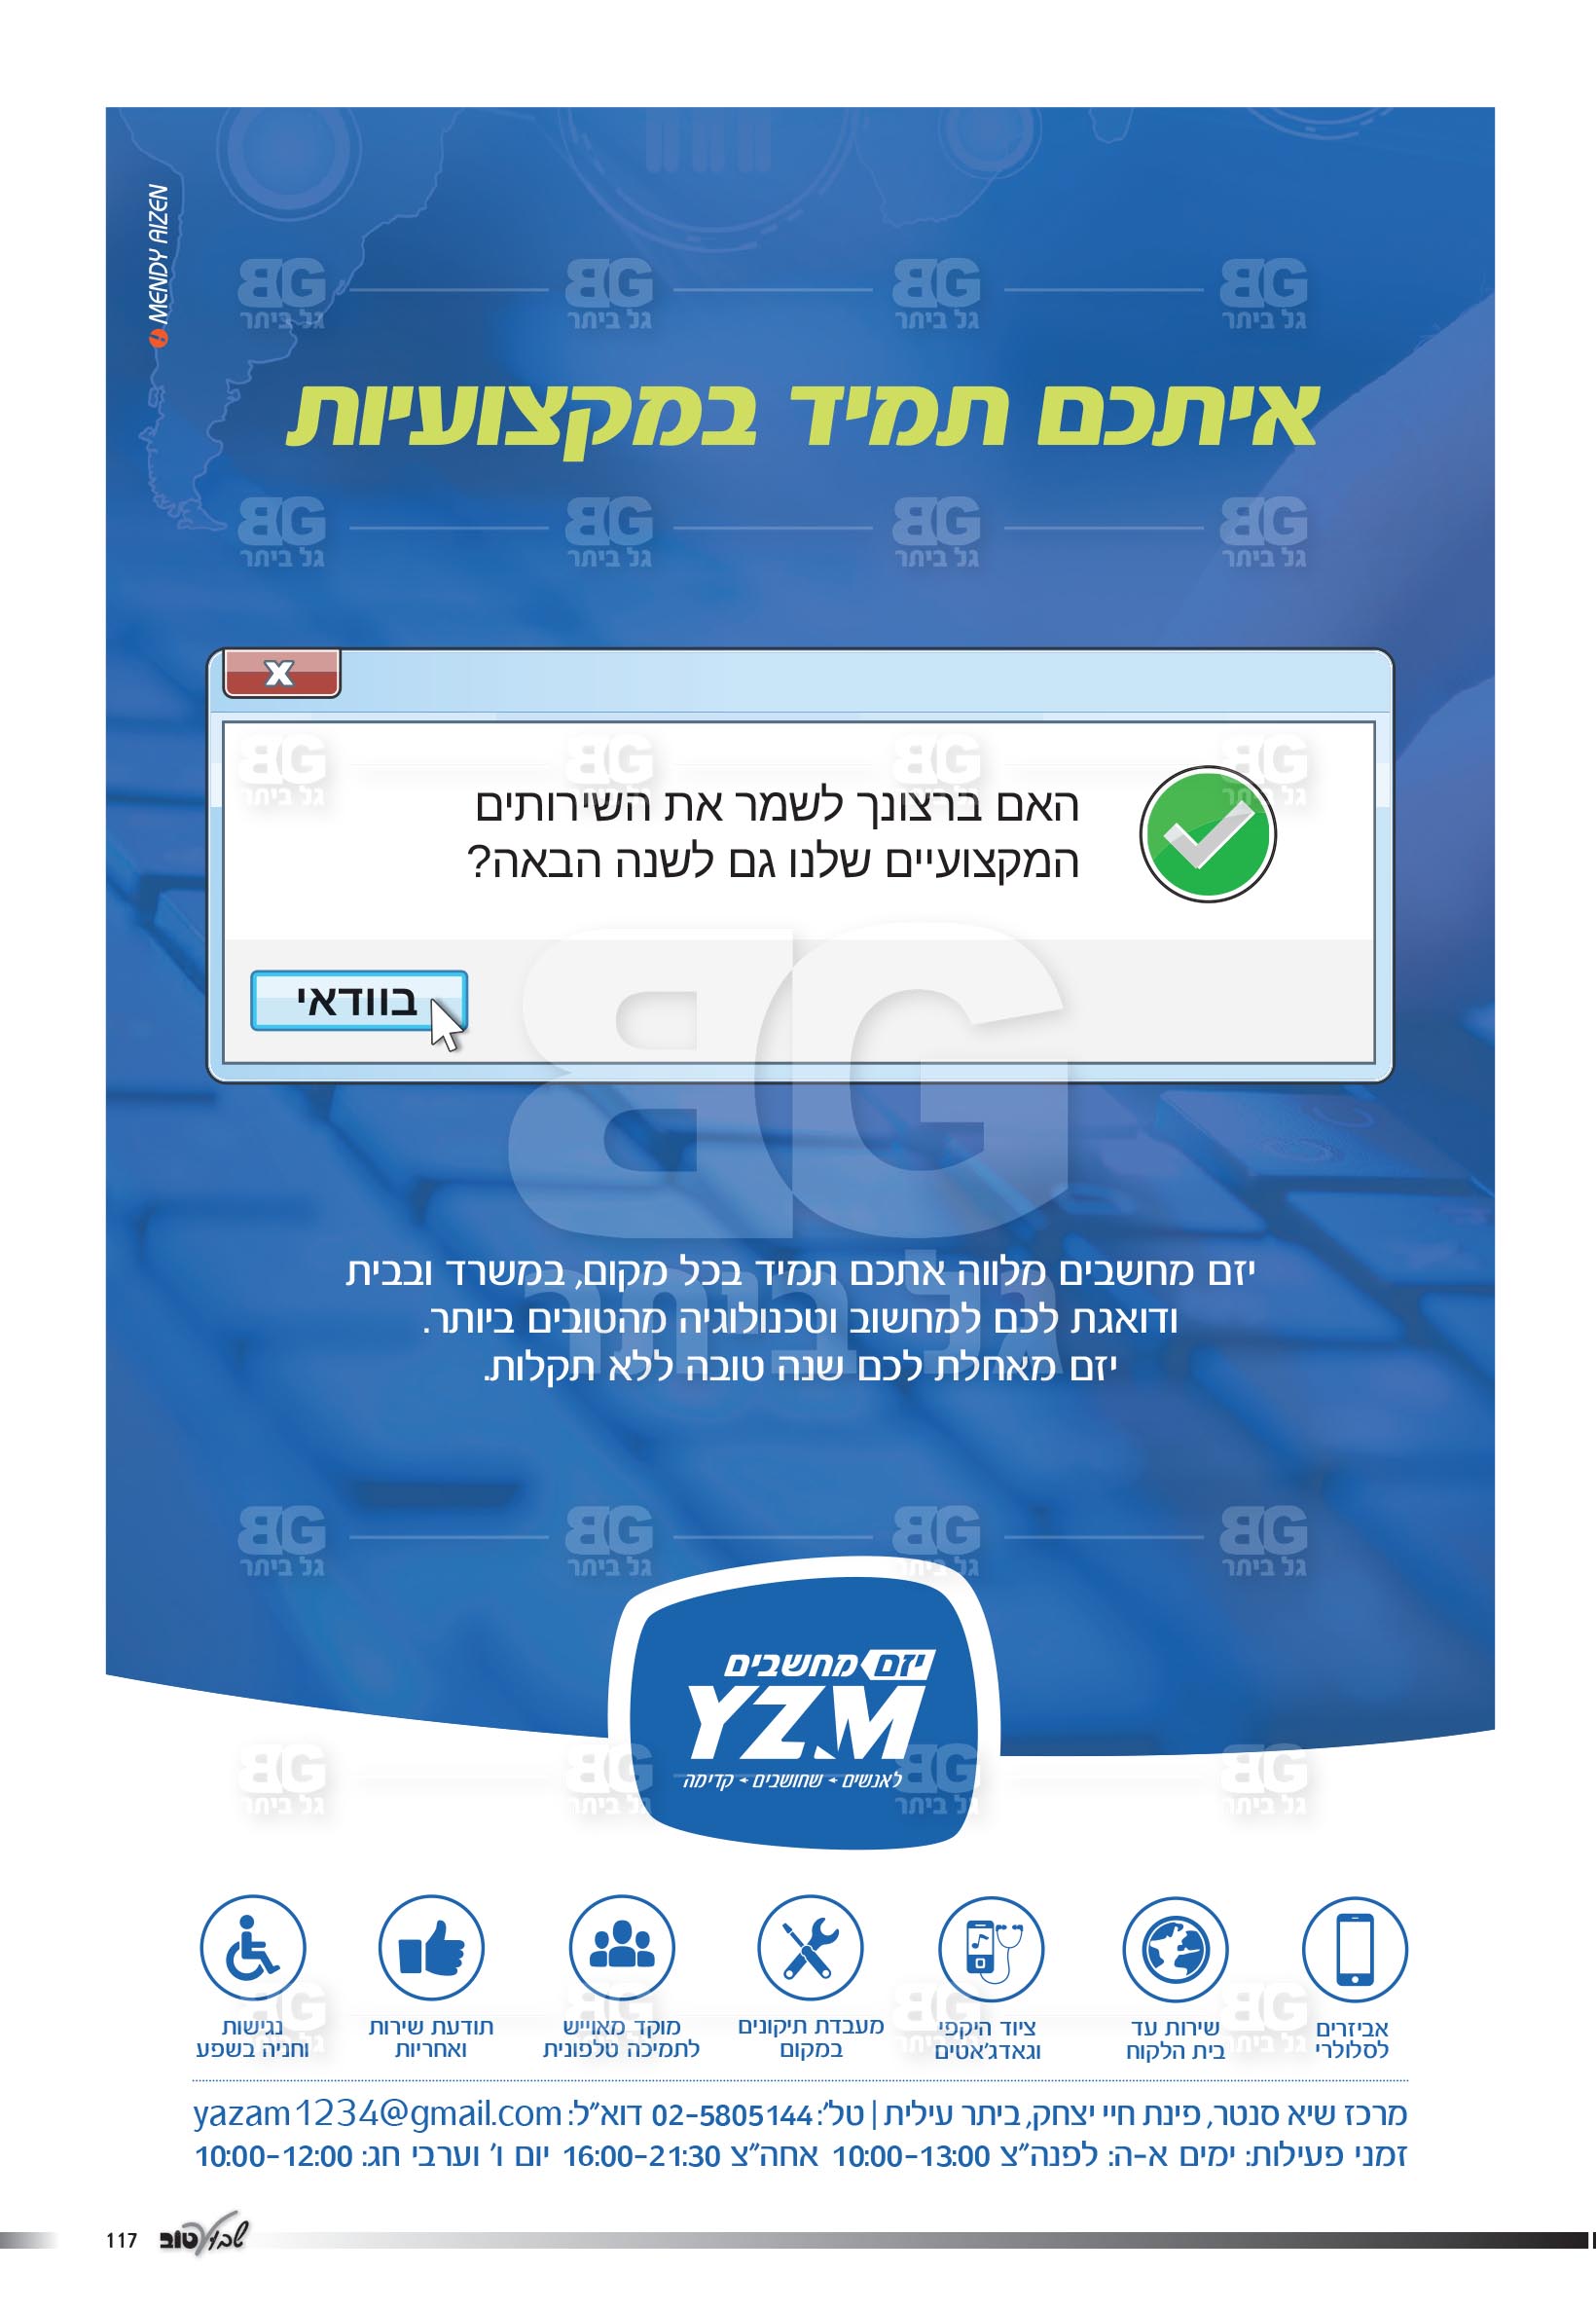 MENDY AIZEN
איתכם תמיד במקצועיות
X
האם ברצונך לשמר את השירותים
המקצועיים שלנו גם לשנה הבאה?
בוודאי
BG
גל ביתר
יזם מחשבים מלווה אתכם תמיד בכל מקום, במשרד ובבית
ודואגת לכם למחשוב וטכנולוגיה מהטובים ביותר.
יזם מאחלת לכם שנה טובה ללא תקלות.
יזם מחשבים
YZM
לאנשים שחושבים קדימה
אביזרים
לסלולרי
שירות עד
בית הלקוח
ציוד היקפי
וגאדג'אטים
מעבדת תיקונים
במקום
מוקד מאוייש
לתמיכה טלפונית
תודעת שירות
ואחריות
נגישות
וחניה בשפע
מרכז שיא סנטר, פינת חיי יצחק, ביתר עילית | טל': 02-5805144 דוא"ל: yazam1234@gmail.com
זמני פעילות: ימים א-ה: לפנה"צ 10:00-13:00 אחה"צ 16:00-21:30 יום ו' וערבי חג: 10:00-12:00
שבוע טוב 117